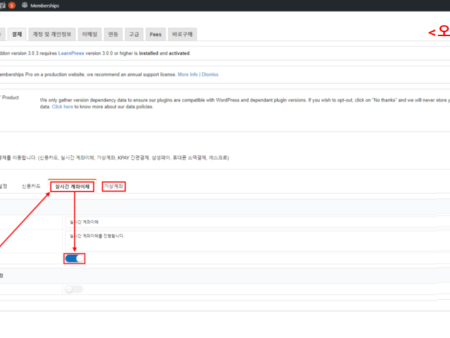 Memberships
<오
결제 계정 및 개인정보 이메일 연동 고급 Fees 바로구매
ddon version 3.0.3 requires LearnPress version 3.0.0 or higher is installed and activated.
emberships Pro on a production website, we recommend an annual support license. More Info | Dismiss
Product
We only gather version dependency data to ensure our plugins are compatible with WordPress and dependant plugin versions. If you wish to opt-out, click on "No thanks" and we will never store
data. Click here to know more about our data policies.
제를 이용합니다. (신용카드, 실시간 계좌이체, 가상계좌, KPAY 간편결제, 삼성페이, 휴대폰 소액결제, 에스크로)
설정 신용카드 실시간 계좌이체 가상계좌
실시간 계좌이체
실시간 계좌이체를 진행합니다.